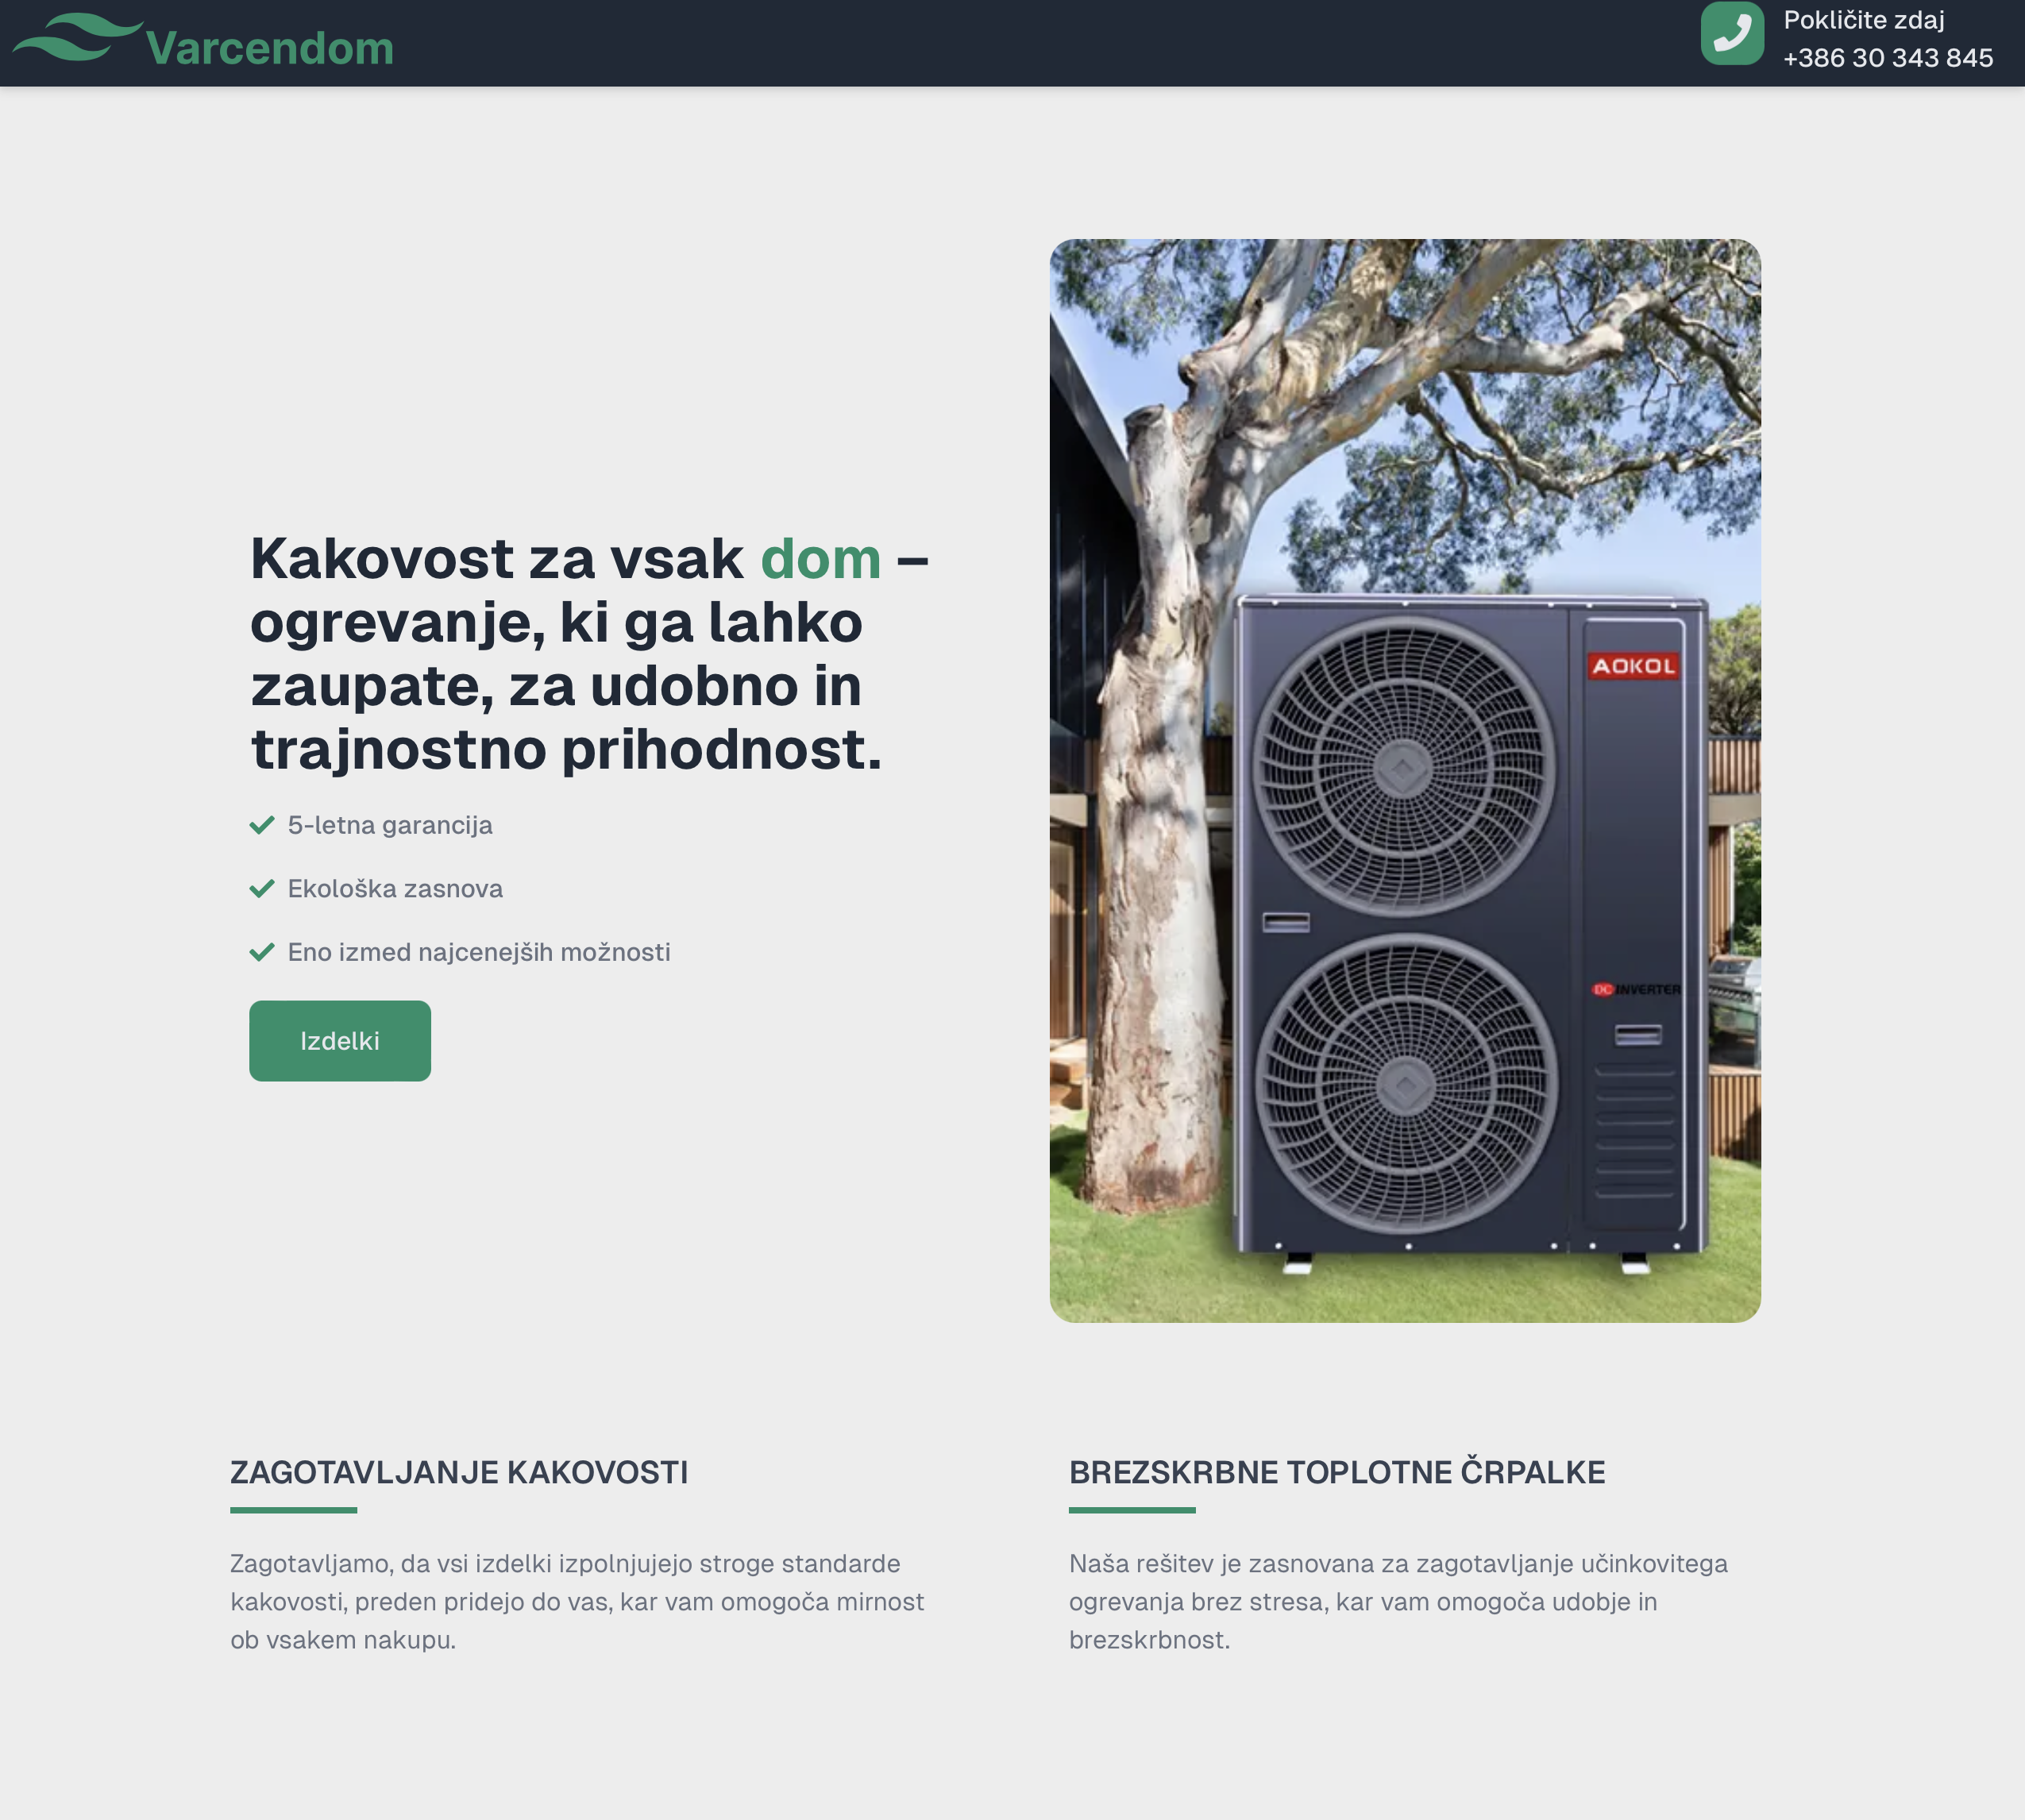 Varcendom
Pokličite zdaj
+386 30 343 845
Kakovost za vsak dom –
ogrevanje, ki ga lahko
zaupate, za udobno in
trajnostno prihodnost.
5-letna garancija
Ekološka zasnova
Eno izmed najcenejših možnosti
Izdelki
AOKOL
DC INVERTER
ZAGOTAVLJANJE KAKOVOSTI
Zagotavljamo, da vsi izdelki izpolnjujejo stroge standarde
kakovosti, preden pridejo do vas, kar vam omogoča mirnost
ob vsakem nakupu.
BREZSKRBNE TOPLOTNE ČRPALKE
Naša rešitev je zasnovana za zagotavljanje učinkovitega
ogrevanja brez stresa, kar vam omogoča udobje in
brezskrbnost.